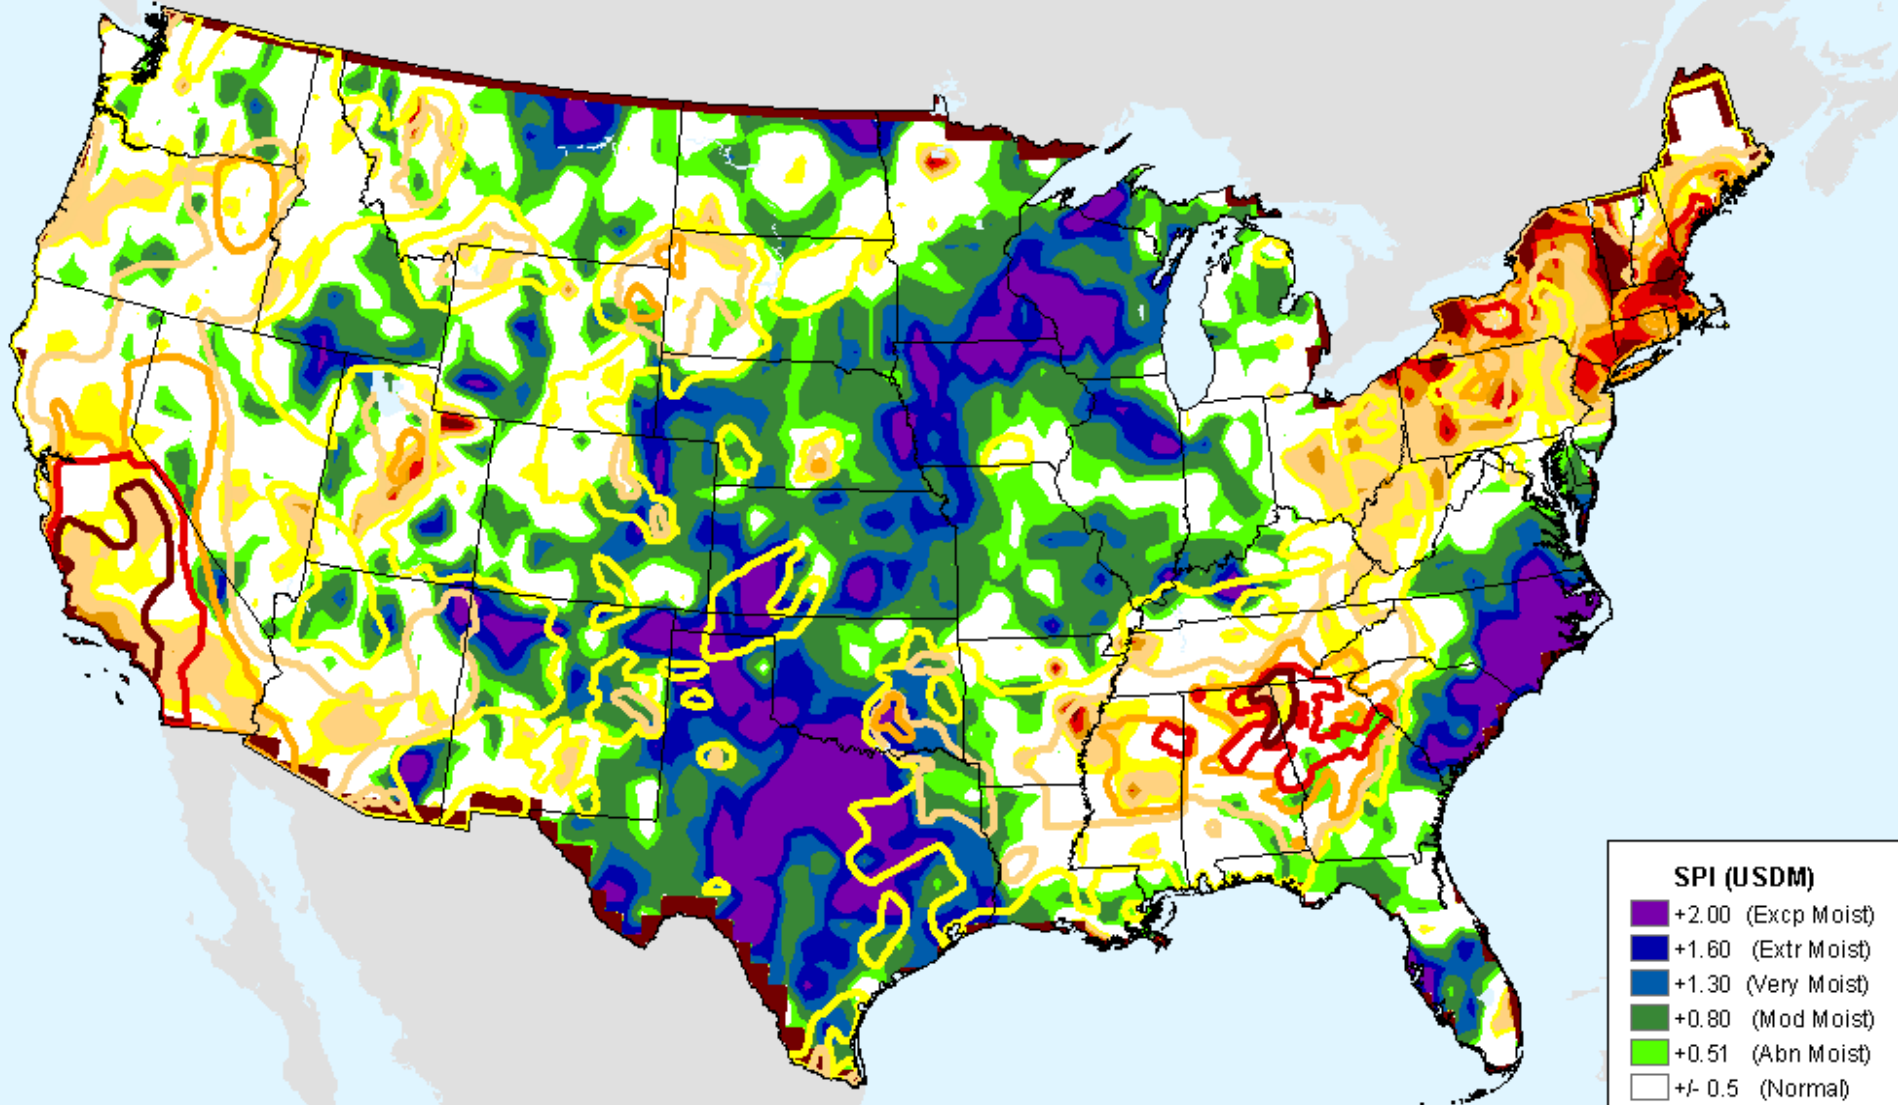 SPI (USDM)
+2.00 (Excp Moist)
+1.60 (Extr Moist)
+1.30 (Very Moist)
+0.80 (Mod Moist)
+0.51 (Abn Moist)
+/- 0.5 (Normal)